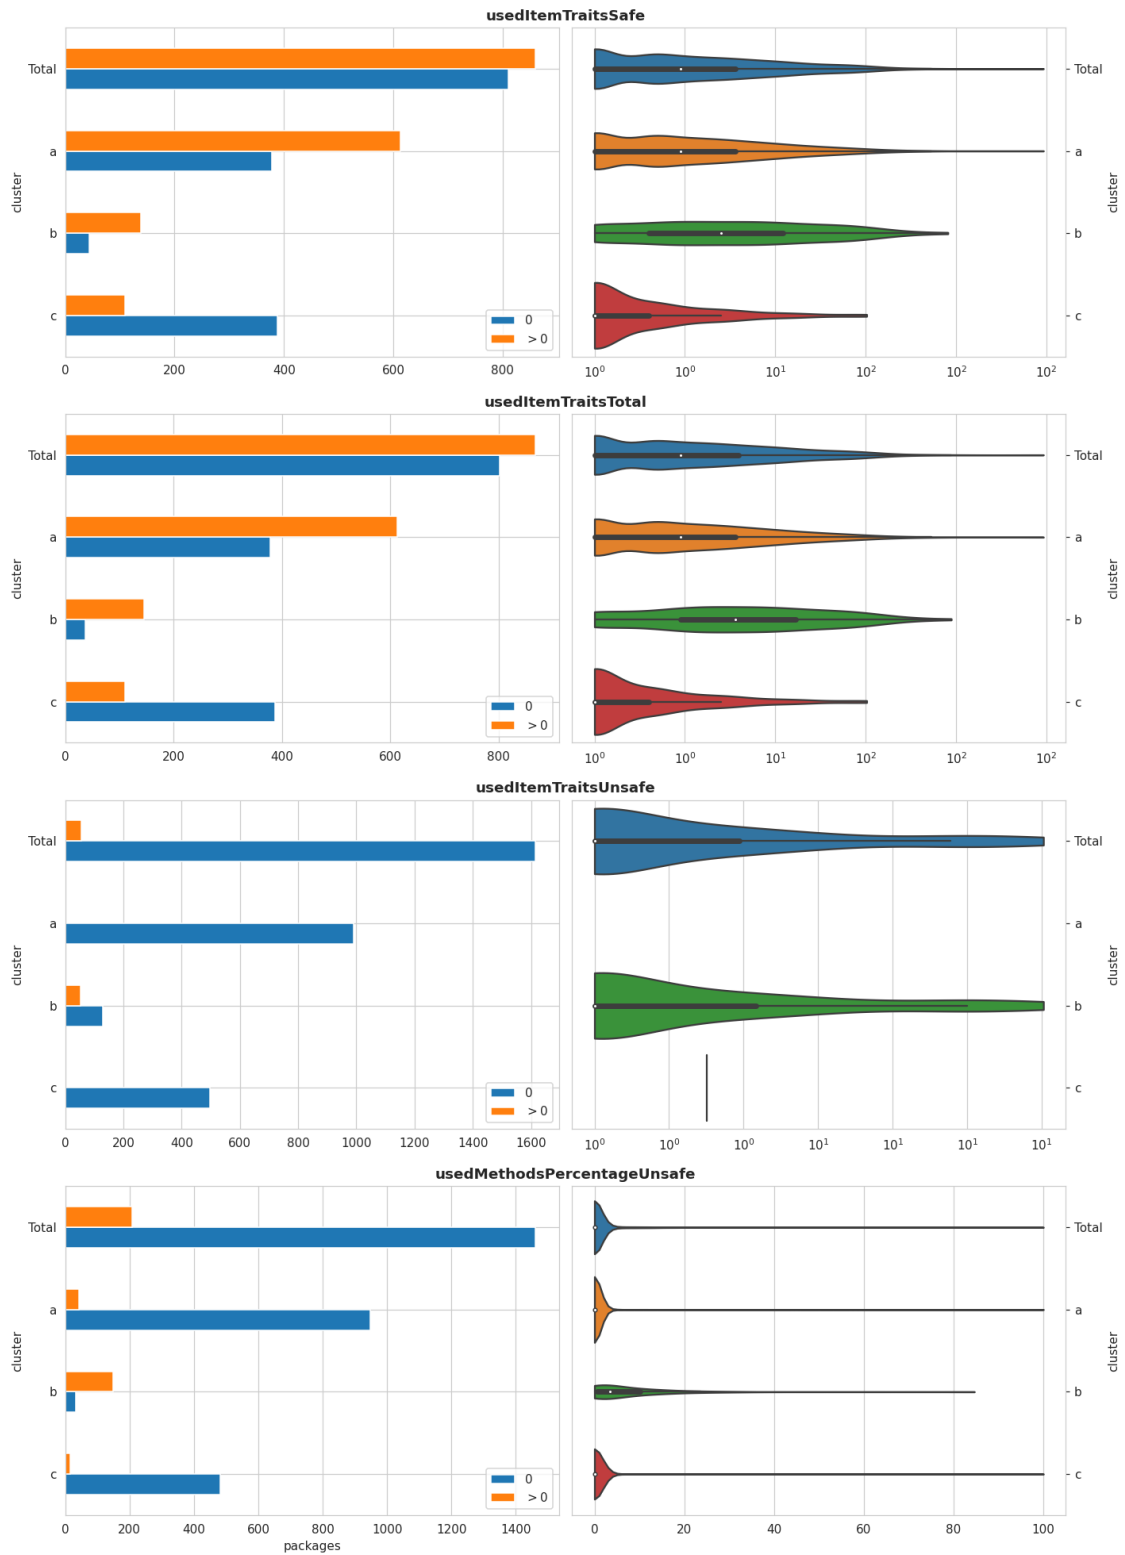 usedItemTraitsSafe
Total
a
b
c
cluster
0
> 0
0 200 400 600 800
Total
a
b
c
cluster
10⁰ 10⁰ 10¹ 10² 10² 10²
usedItemTraitsTotal
Total
a
b
c
cluster
0
> 0
0 200 400 600 800
Total
a
b
c
cluster
10⁰ 10⁰ 10¹ 10² 10² 10²
usedItemTraitsUnsafe
Total
a
b
c
cluster
0
> 0
0 200 400 600 800 1000 1200 1400 1600
Total
a
b
c
cluster
10⁰ 10⁰ 10⁰ 10¹ 10¹ 10¹ 10¹
usedMethodsPercentageUnsafe
Total
a
b
c
cluster
0
> 0
0 200 400 600 800 1000 1200 1400
packages
Total
a
b
c
cluster
0 20 40 60 80 100